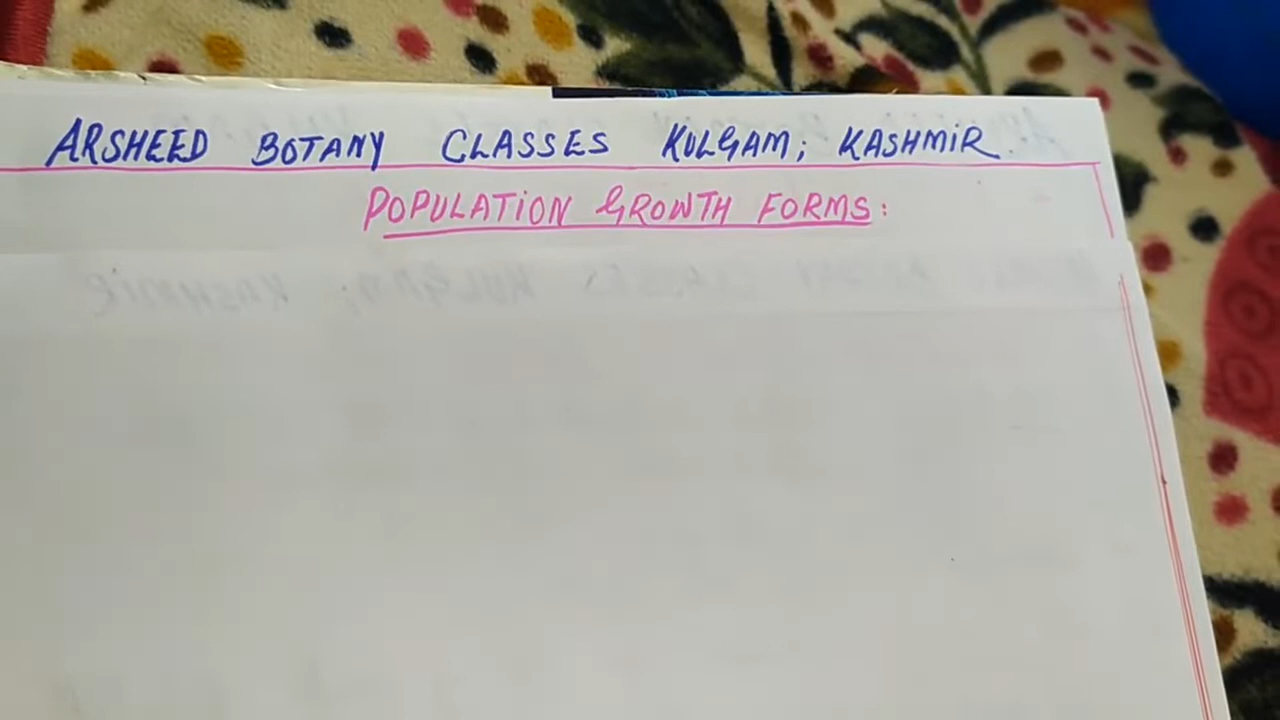 ARSHEED BOTANY CLASSES KULGAM; KASHMIR.
POPULATION GROWTH FORMS: